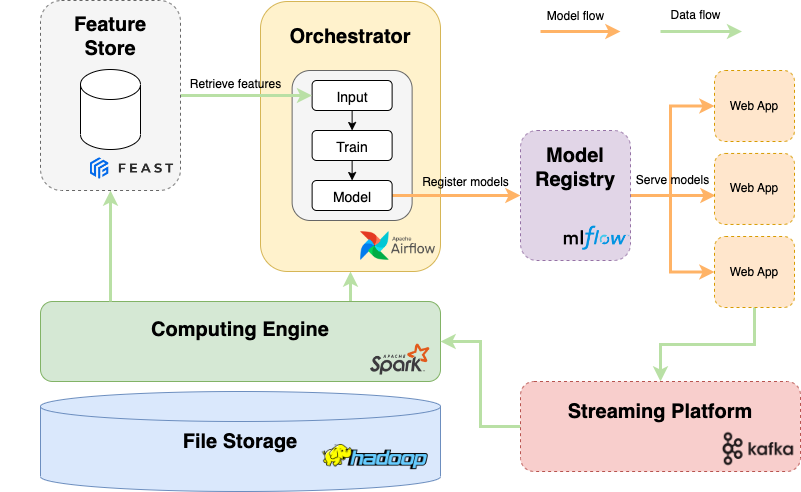 Feature
Store
FEAST
Retrieve features
Orchestrator
Input
Train
Model
Apache
Airflow
Model flow
Data flow
Register models
Model
Registry
mlflow
Serve models
Web App
Web App
Web App
Computing Engine
APACHE
Spark
File Storage
hadoop
Streaming Platform
kafka